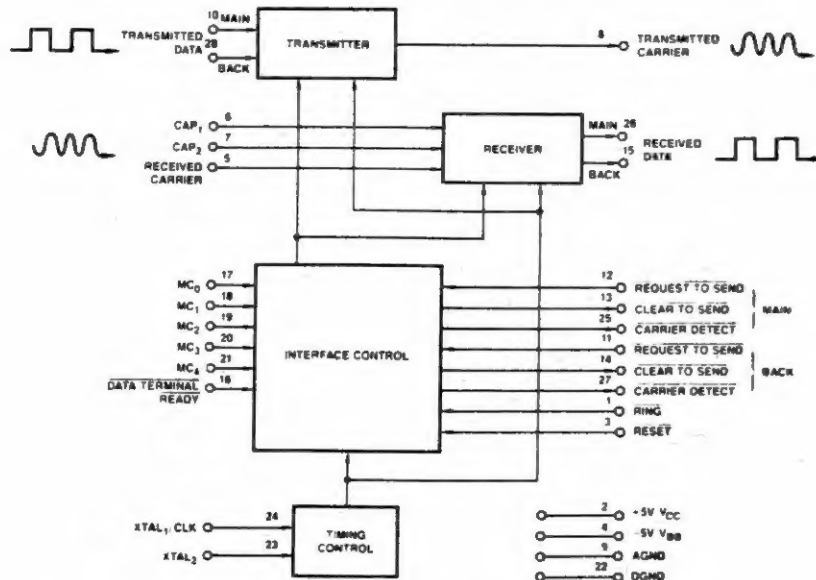 10 MAIN
TRANSMITTED DATA
28
BACK
TRANSMITTER
8
TRANSMITTED CARRIER
CAP1
6
CAP2
7
RECEIVED CARRIER
5
RECEIVER
MAIN 26
15
BACK
RECEIVED DATA
MC0
17
MC1
18
MC2
19
MC3
20
MC4
21
DATA TERMINAL READY
16
INTERFACE CONTROL
12
REQUEST TO SEND
13
CLEAR TO SEND
25
CARRIER DETECT
MAIN
11
REQUEST TO SEND
14
CLEAR TO SEND
27
CARRIER DETECT
BACK
1
RING
3
RESET
XTAL1/CLK
24
XTAL2
23
TIMING CONTROL
2
+5V VCC
4
-5V VBB
9
AGND
22
DGND